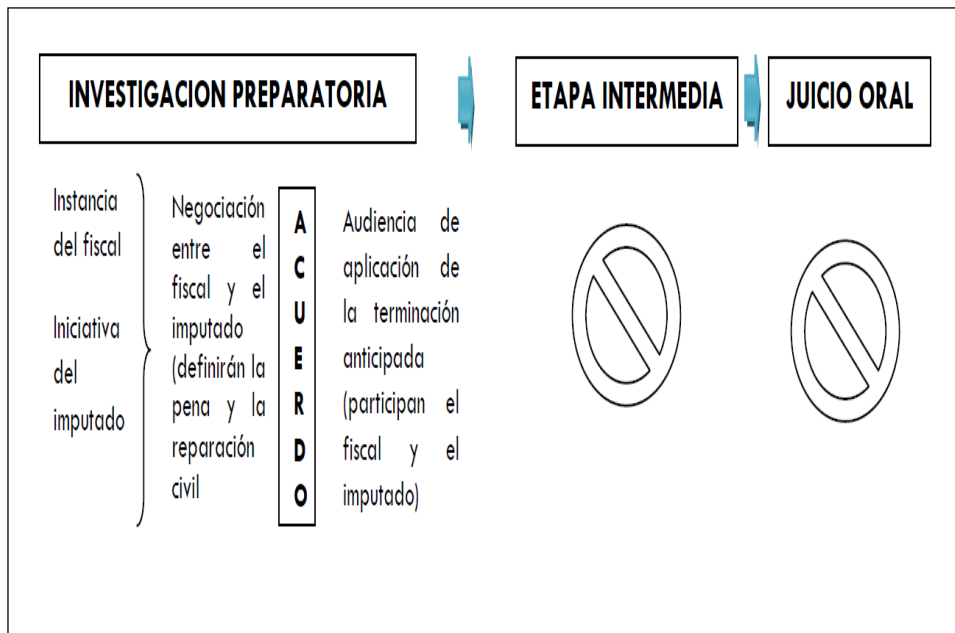 INVESTIGACION PREPARATORIA
ETAPA INTERMEDIA
JUICIO ORAL
Instancia
del fiscal
Iniciativa
del
imputado
Negociación
entre el
fiscal y el
imputado
(definirán la
pena y la
reparación
civil
A
C
U
E
R
D
O
Audiencia de
aplicación de
la terminación
anticipada
(participan el
fiscal y el
imputado)